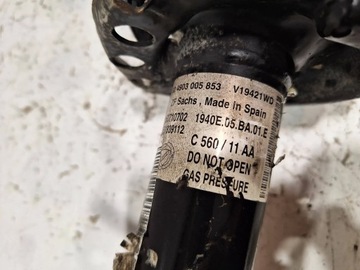 4903 005 853 V19421WD
Sachs, Made In Spain
1940E.05.BA.01.E
C 560 / 11 AA
DO NOT OPEN
GAS PRESSURE